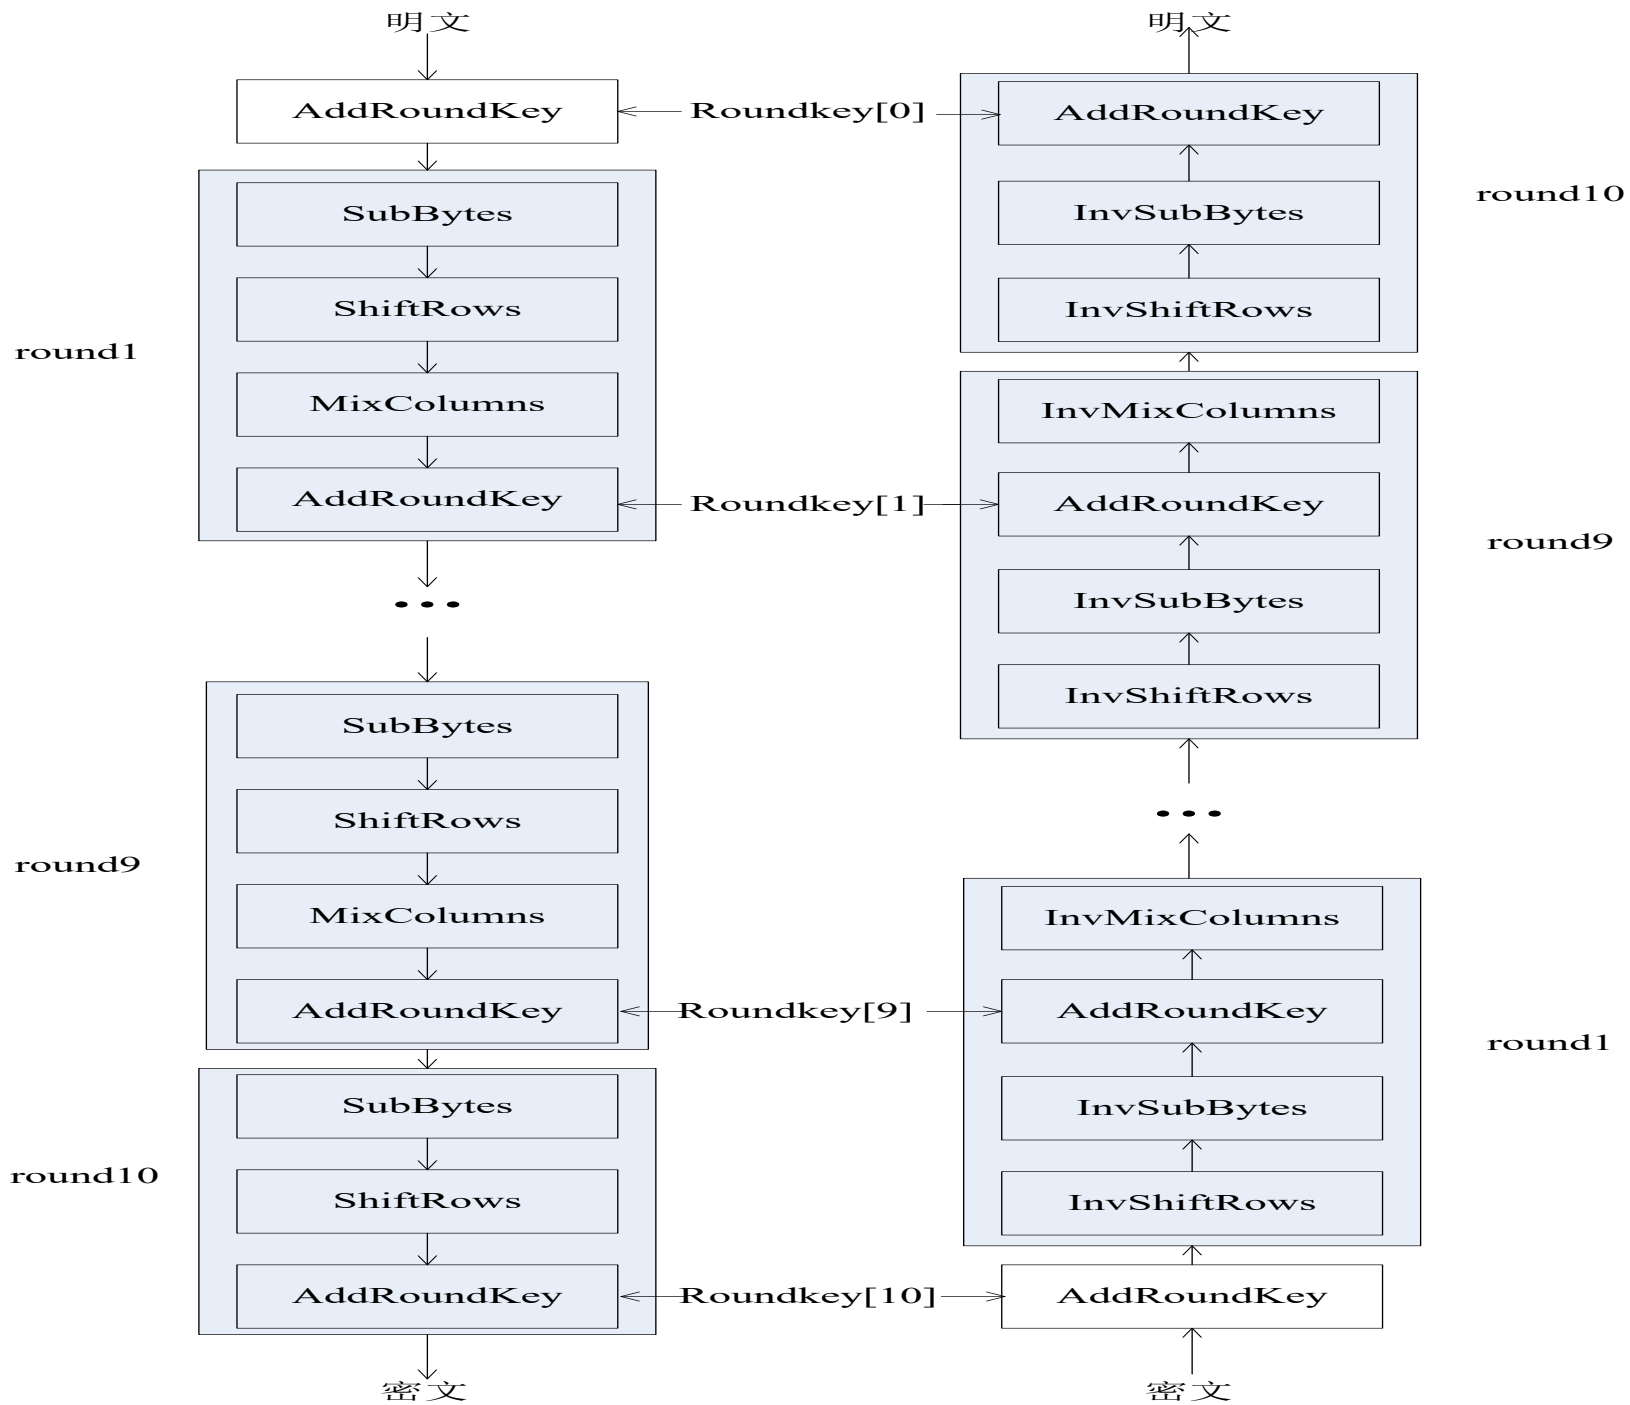 明文
AddRoundKey
round1
SubBytes
ShiftRows
MixColumns
AddRoundKey
•••
round9
SubBytes
ShiftRows
MixColumns
AddRoundKey
round10
SubBytes
ShiftRows
AddRoundKey
密文
Roundkey[0]
Roundkey[1]
Roundkey[9]
Roundkey[10]
明文
AddRoundKey
InvSubBytes
InvShiftRows
round10
InvMixColumns
AddRoundKey
InvSubBytes
InvShiftRows
round9
•••
InvMixColumns
AddRoundKey
InvSubBytes
InvShiftRows
round1
AddRoundKey
密文